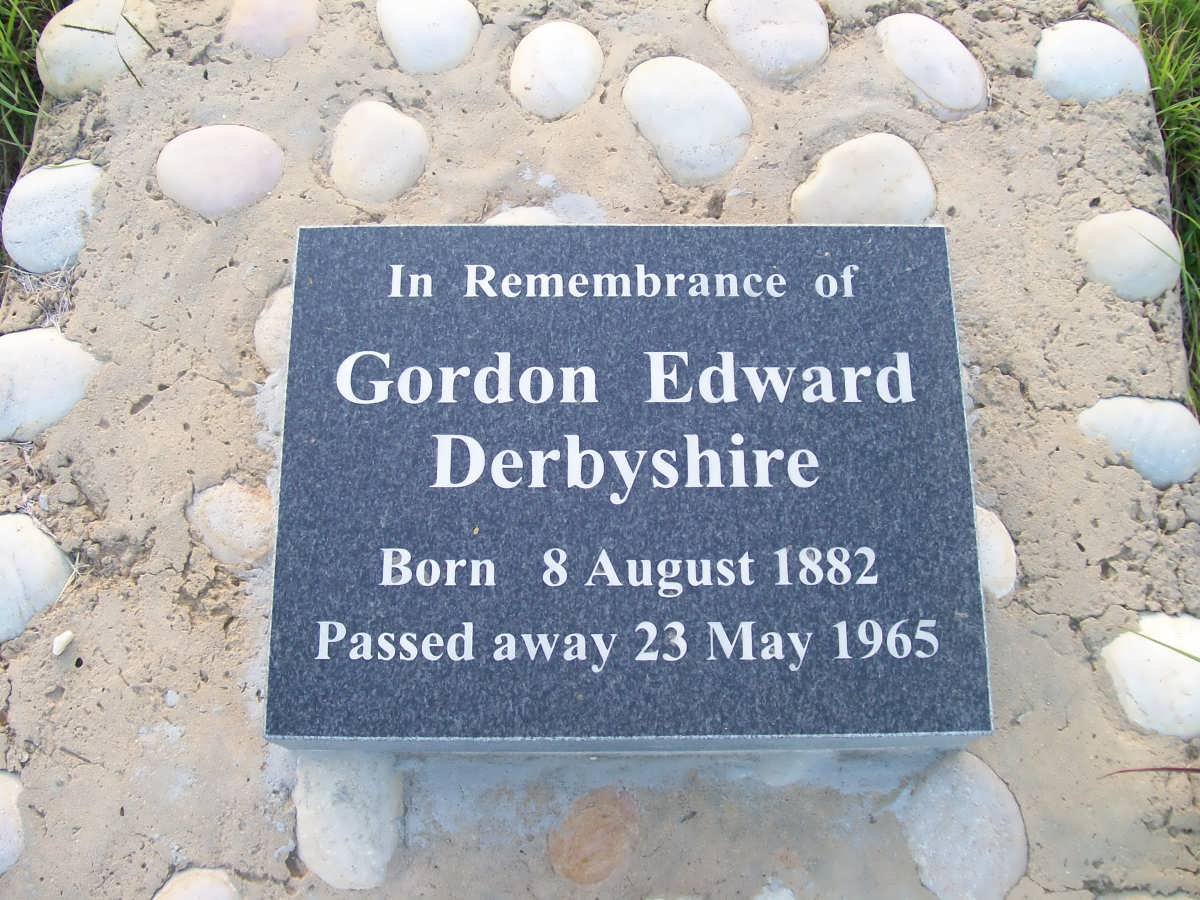 In Remembrance of
Gordon Edward
Derbyshire
Born 8 August 1882
Passed away 23 May 1965